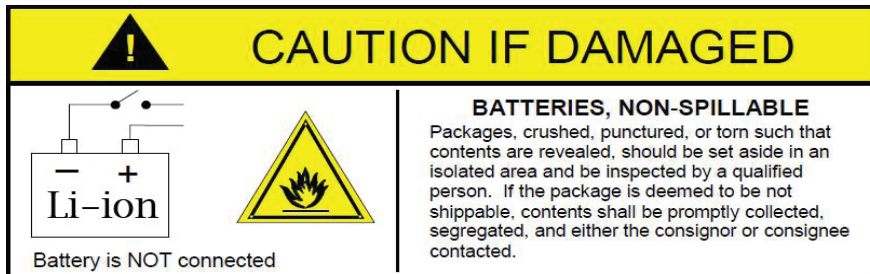 ! CAUTION IF DAMAGED
− +
Li-ion
Battery is NOT connected
BATTERIES, NON-SPILLABLE
Packages, crushed, punctured, or torn such that
contents are revealed, should be set aside in an
isolated area and be inspected by a qualified
person. If the package is deemed to be not
shippable, contents shall be promptly collected,
segregated, and either the consignor or consignee
contacted.